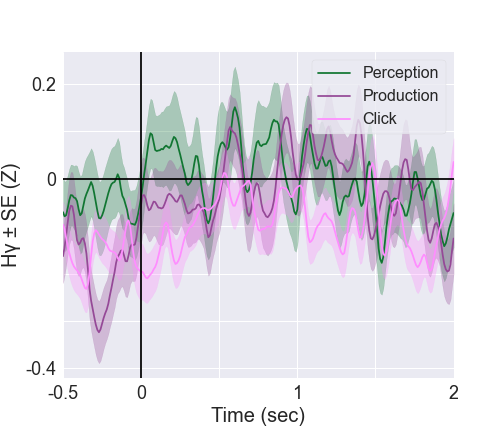 Perception
Production
Click
Hγ ± SE (Z)
0.2
0
-0.4
-0.5
0
1
2
Time (sec)